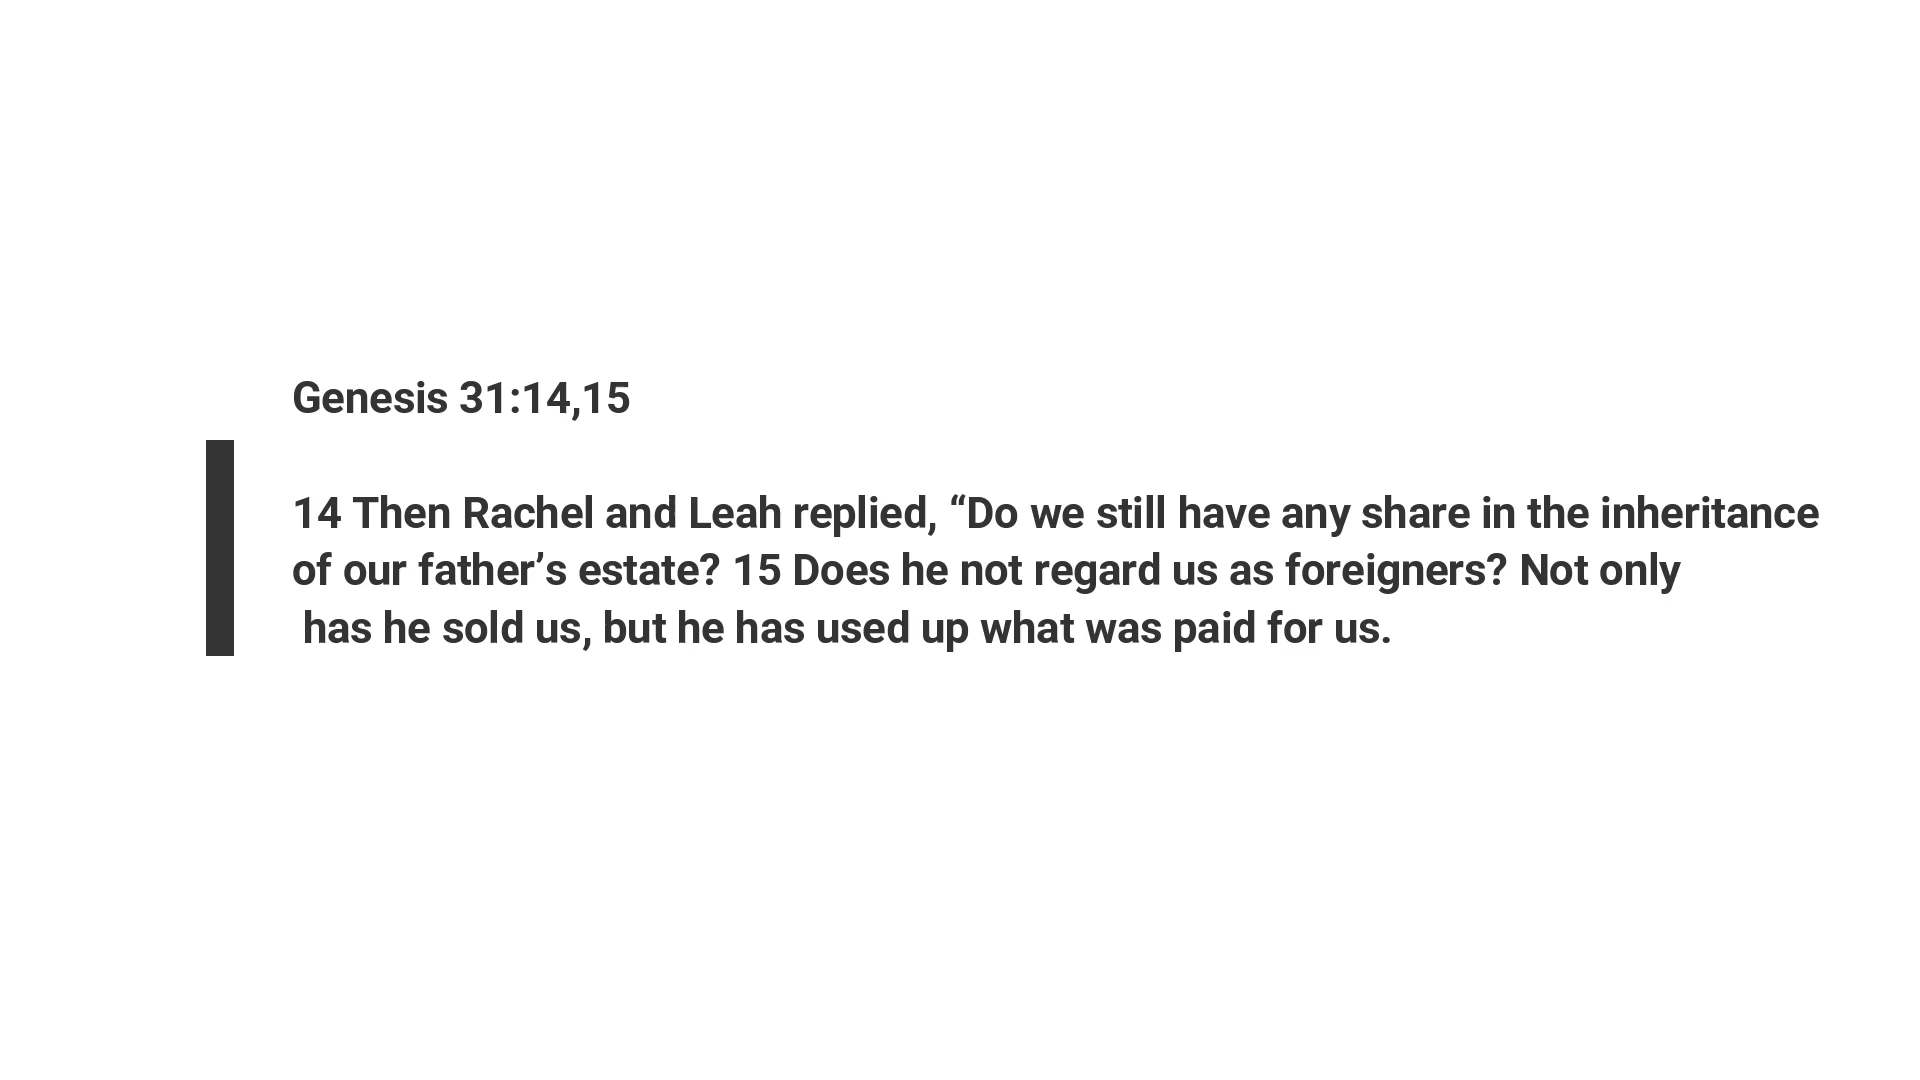 Genesis 31:14,15
14 Then Rachel and Leah replied, “Do we still have any share in the inheritance
of our father’s estate? 15 Does he not regard us as foreigners? Not only
has he sold us, but he has used up what was paid for us.